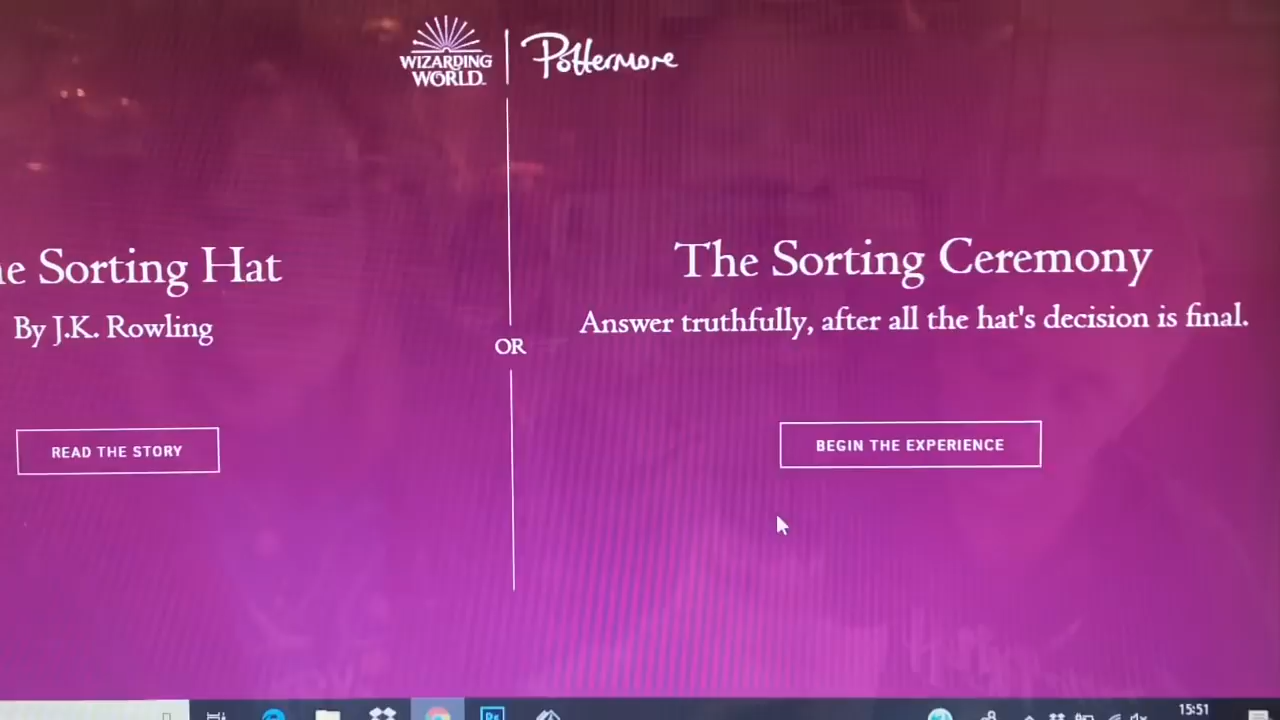 WIZARDING
WORLD
Pottermore
e Sorting Hat
By J.K. Rowling
READ THE STORY
OR
The Sorting Ceremony
Answer truthfully, after all the hat's decision is final.
BEGIN THE EXPERIENCE
15:51